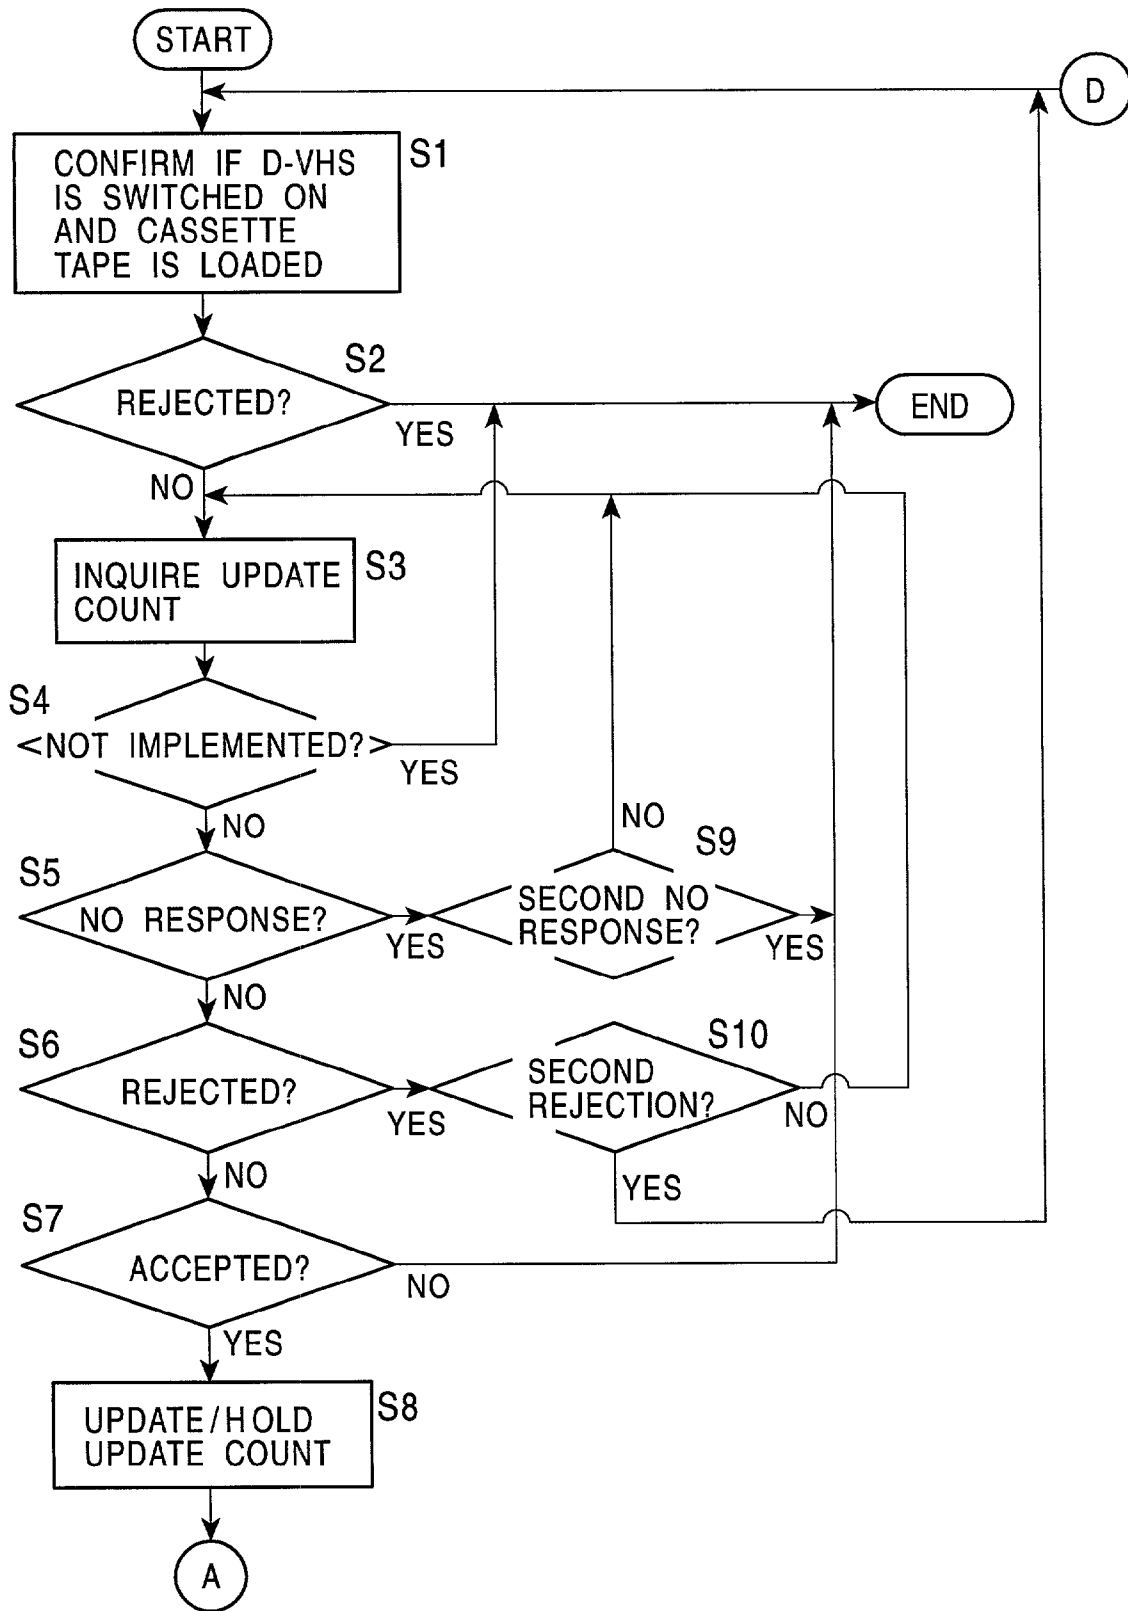 START
D
S1
CONFIRM IF D-VHS
IS SWITCHED ON
AND CASSETTE
TAPE IS LOADED
S2
REJECTED?
YES
END
NO
S3
INQUIRE UPDATE
COUNT
S4
NOT IMPLEMENTED?
YES
NO
NO
S9
S5
NO RESPONSE?
YES
SECOND NO
RESPONSE?
YES
NO
S6
REJECTED?
YES
S10
SECOND
REJECTION?
NO
NO
YES
S7
ACCEPTED?
NO
YES
S8
UPDATE/HOLD
UPDATE COUNT
A